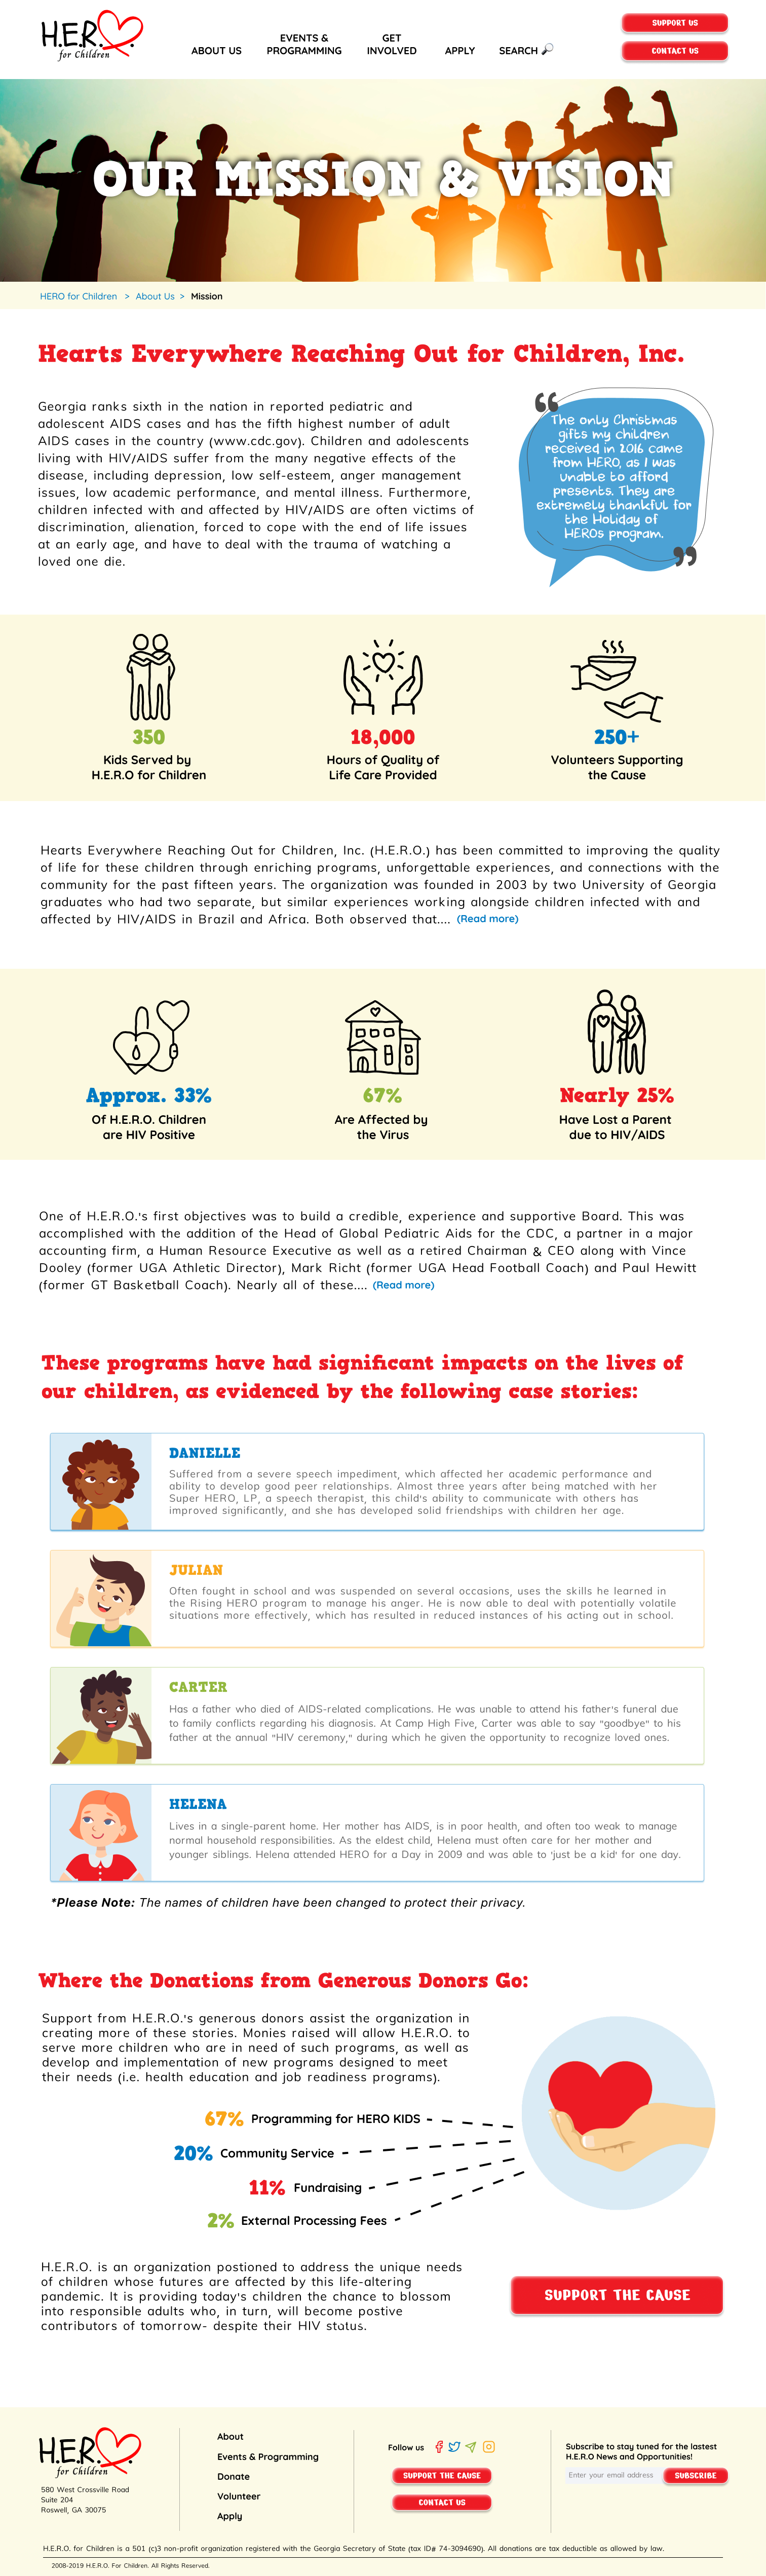 H.E.R.O.
for Children
ABOUT US
EVENTS &
PROGRAMMING
GET
INVOLVED
APPLY
SEARCH
SUPPORT US
CONTACT US
OUR MISSION & VISION
HERO for Children > About Us > Mission
Hearts Everywhere Reaching Out for Children, Inc.
Georgia ranks sixth in the nation in reported pediatric and
adolescent AIDS cases and has the fifth highest number of adult
AIDS cases in the country (www.cdc.gov). Children and adolescents
living with HIV/AIDS suffer from the many negative effects of the
disease, including depression, low self-esteem, anger management
issues, low academic performance, and mental illness. Furthermore,
children infected with and affected by HIV/AIDS are often victims of
discrimination, alienation, forced to cope with the end of life issues
at an early age, and have to deal with the trauma of watching a
loved one die.
“
The only Christmas
gifts my children
received in 2016 came
from HERO, as I was
unable to afford
presents. They are
extremely thankful for
the Holiday of
HEROs program.
”
350
Kids Served by
H.E.R.O for Children
18,000
Hours of Quality of
Life Care Provided
250+
Volunteers Supporting
the Cause
Hearts Everywhere Reaching Out for Children, Inc. (H.E.R.O.) has been committed to improving the quality
of life for these children through enriching programs, unforgettable experiences, and connections with the
community for the past fifteen years. The organization was founded in 2003 by two University of Georgia
graduates who had two separate, but similar experiences working alongside children infected with and
affected by HIV/AIDS in Brazil and Africa. Both observed that.... (Read more)
Approx. 33%
Of H.E.R.O. Children
are HIV Positive
67%
Are Affected by
the Virus
Nearly 25%
Have Lost a Parent
due to HIV/AIDS
One of H.E.R.O.'s first objectives was to build a credible, experience and supportive Board. This was
accomplished with the addition of the Head of Global Pediatric Aids for the CDC, a partner in a major
accounting firm, a Human Resource Executive as well as a retired Chairman & CEO along with Vince
Dooley (former UGA Athletic Director), Mark Richt (former UGA Head Football Coach) and Paul Hewitt
(former GT Basketball Coach). Nearly all of these.... (Read more)
These programs have had significant impacts on the lives of
our children, as evidenced by the following case stories:
DANIELLE
Suffered from a severe speech impediment, which affected her academic performance and
ability to develop good peer relationships. Almost three years after being matched with her
Super HERO, LP, a speech therapist, this child's ability to communicate with others has
improved significantly, and she has developed solid friendships with children her age.
JULIAN
Often fought in school and was suspended on several occasions, uses the skills he learned in
the Rising HERO program to manage his anger. He is now able to deal with potentially volatile
situations more effectively, which has resulted in reduced instances of his acting out in school.
CARTER
Has a father who died of AIDS-related complications. He was unable to attend his father's funeral due
to family conflicts regarding his diagnosis. At Camp High Five, Carter was able to say "goodbye" to his
father at the annual "HIV ceremony," during which he given the opportunity to recognize loved ones.
HELENA
Lives in a single-parent home. Her mother has AIDS, is in poor health, and often too weak to manage
normal household responsibilities. As the eldest child, Helena must often care for her mother and
younger siblings. Helena attended HERO for a Day in 2009 and was able to 'just be a kid' for one day.
*Please Note: The names of children have been changed to protect their privacy.
Where the Donations from Generous Donors Go:
Support from H.E.R.O.'s generous donors assist the organization in
creating more of these stories. Monies raised will allow H.E.R.O. to
serve more children who are in need of such programs, as well as
develop and implementation of new programs designed to meet
their needs (i.e. health education and job readiness programs).
67% Programming for HERO KIDS
20% Community Service
11% Fundraising
2% External Processing Fees
H.E.R.O. is an organization postioned to address the unique needs
of children whose futures are affected by this life-altering
pandemic. It is providing today's children the chance to blossom
into responsible adults who, in turn, will become postive
contributors of tomorrow- despite their HIV status.
SUPPORT THE CAUSE
H.E.R.O.
for Children
580 West Crossville Road
Suite 204
Roswell, GA 30075
About
Events & Programming
Donate
Volunteer
Apply
Follow us
SUPPORT THE CAUSE
CONTACT US
Subscribe to stay tuned for the lastest
H.E.R.O News and Opportunities!
Enter your email address
SUBSCRIBE
H.E.R.O. for Children is a 501 (c)3 non-profit organization registered with the Georgia Secretary of State (tax ID# 74-3094690). All donations are tax deductible as allowed by law.
2008-2019 H.E.R.O. For Children. All Rights Reserved.